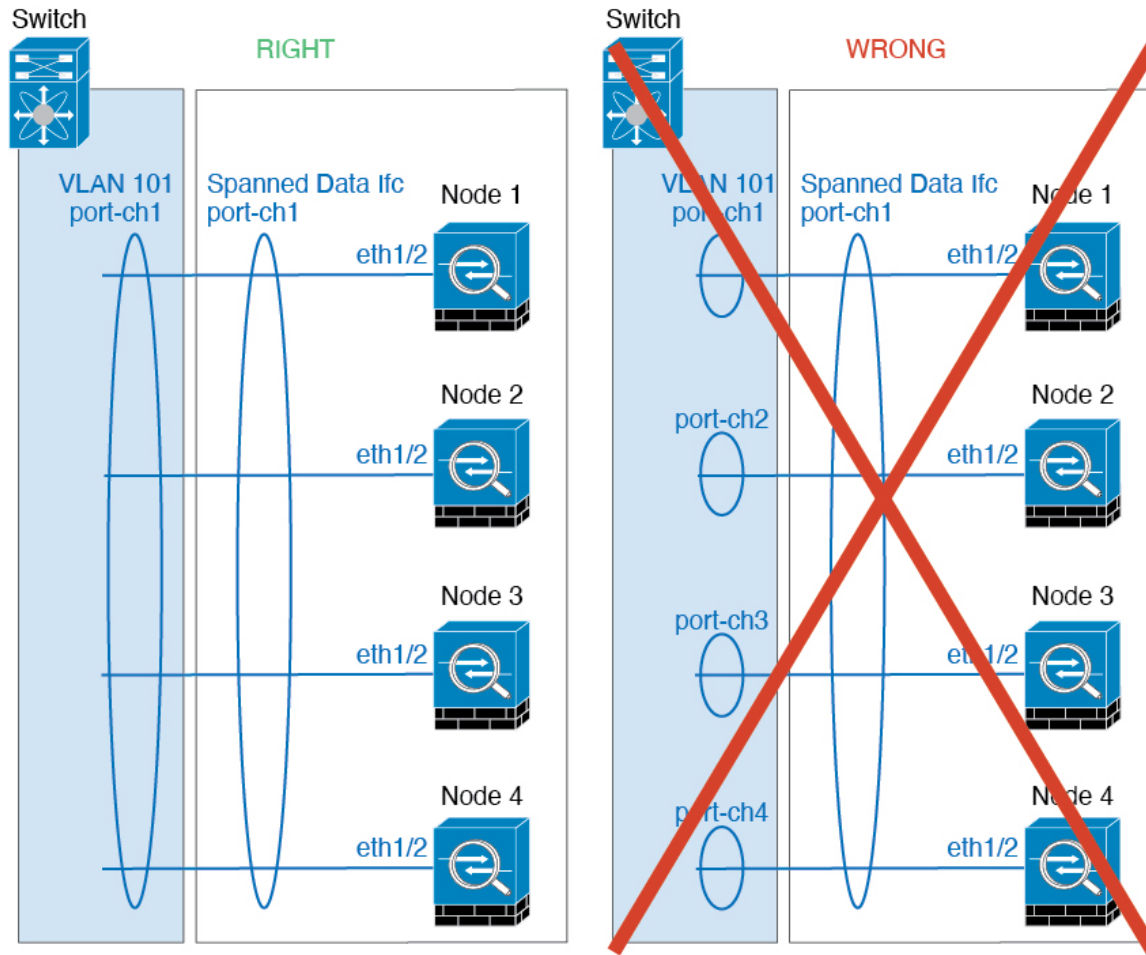 Switch
RIGHT
VLAN 101
port-ch1
Spanned Data Ifc
port-ch1
Node 1
eth1/2
Node 2
eth1/2
Node 3
eth1/2
Node 4
eth1/2
Switch
WRONG
VLAN 101
port-ch1
Spanned Data Ifc
port-ch1
Node 1
eth1/2
port-ch2
Node 2
eth1/2
port-ch3
Node 3
eth1/2
port-ch4
Node 4
eth1/2